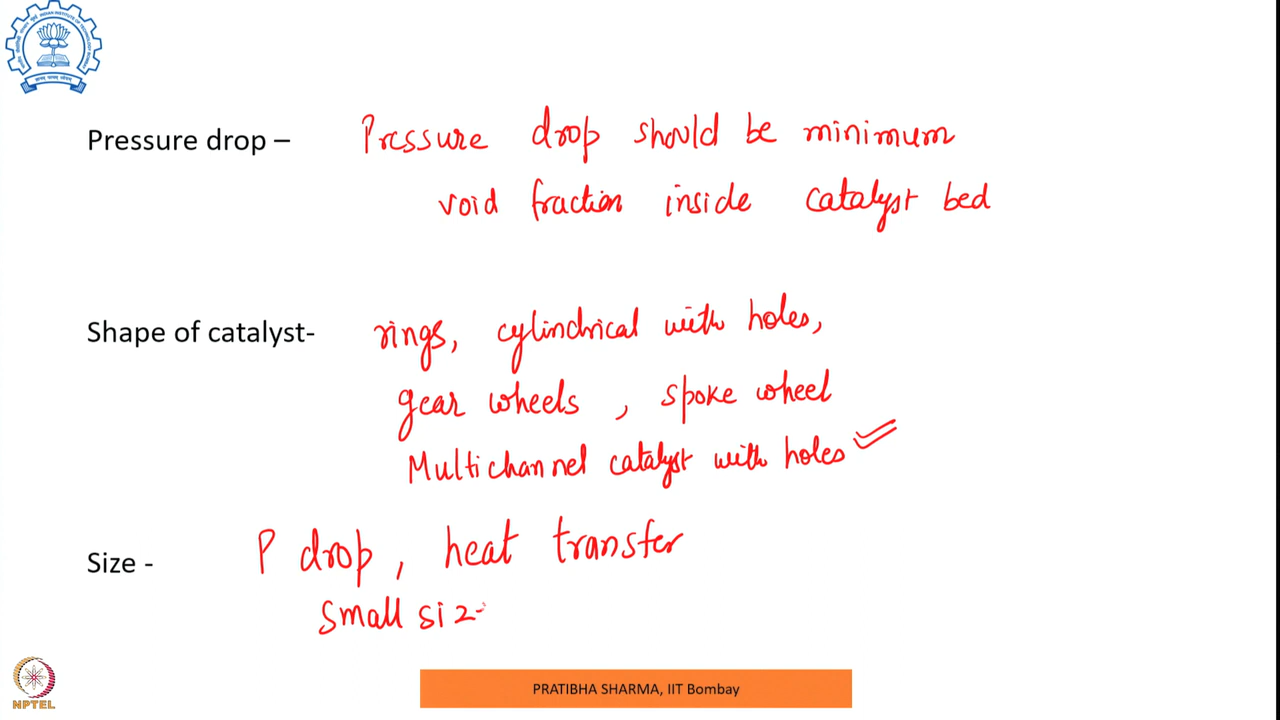 Pressure drop – Pressure drop should be minimum
void fraction inside catalyst bed
Shape of catalyst- rings, cylindrical with holes,
gear wheels , spoke wheel
Multichannel catalyst with holes
Size - P drop, heat transfer
small siz
PRATIBHA SHARMA, IIT Bombay
NPTEL